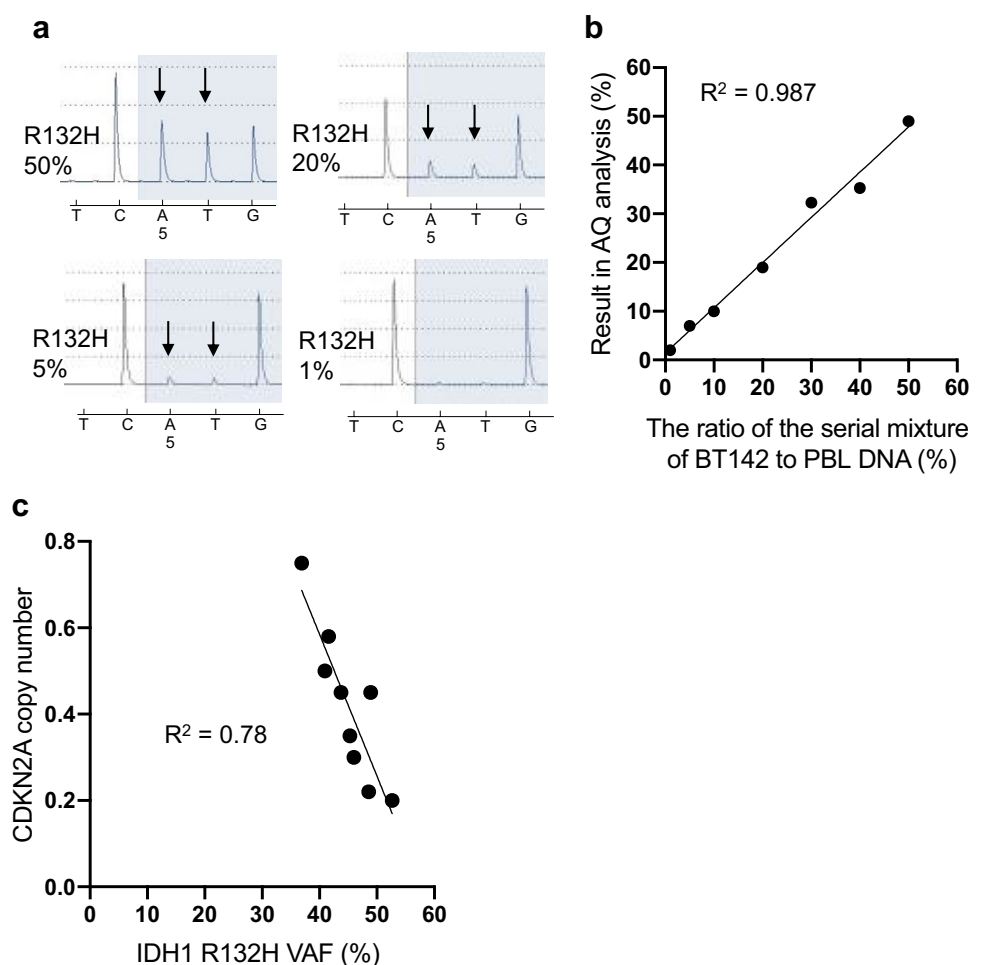 a
R132H
50%
T C A T G
5
R132H
20%
T C A T G
5
R132H
5%
T C A T G
5
R132H
1%
T C A T G
5
b
Result in AQ analysis (%)
60
50
40
30
20
10
0
R² = 0.987
0 10 20 30 40 50 60
The ratio of the serial mixture
of BT142 to PBL DNA (%)
c
CDKN2A copy number
0.8
0.6
0.4
0.2
0.0
R² = 0.78
0 10 20 30 40 50 60
IDH1 R132H VAF (%)